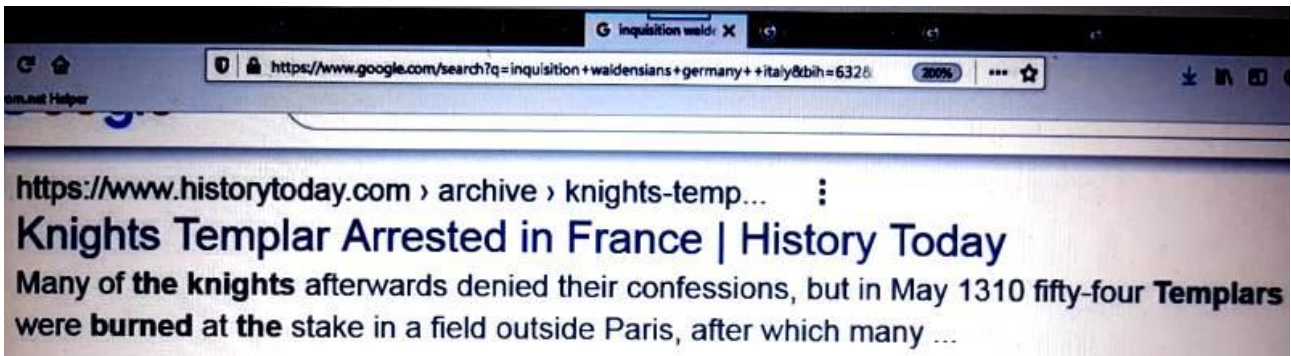 G inquisition walde
https://www.google.com/search?q=inquisition+waldensians+germany++italy&bih=632& 200%
om.net Helper
https://www.historytoday.com › archive › knights-temp...
Knights Templar Arrested in France | History Today
Many of the knights afterwards denied their confessions, but in May 1310 fifty-four Templars
were burned at the stake in a field outside Paris, after which many ...